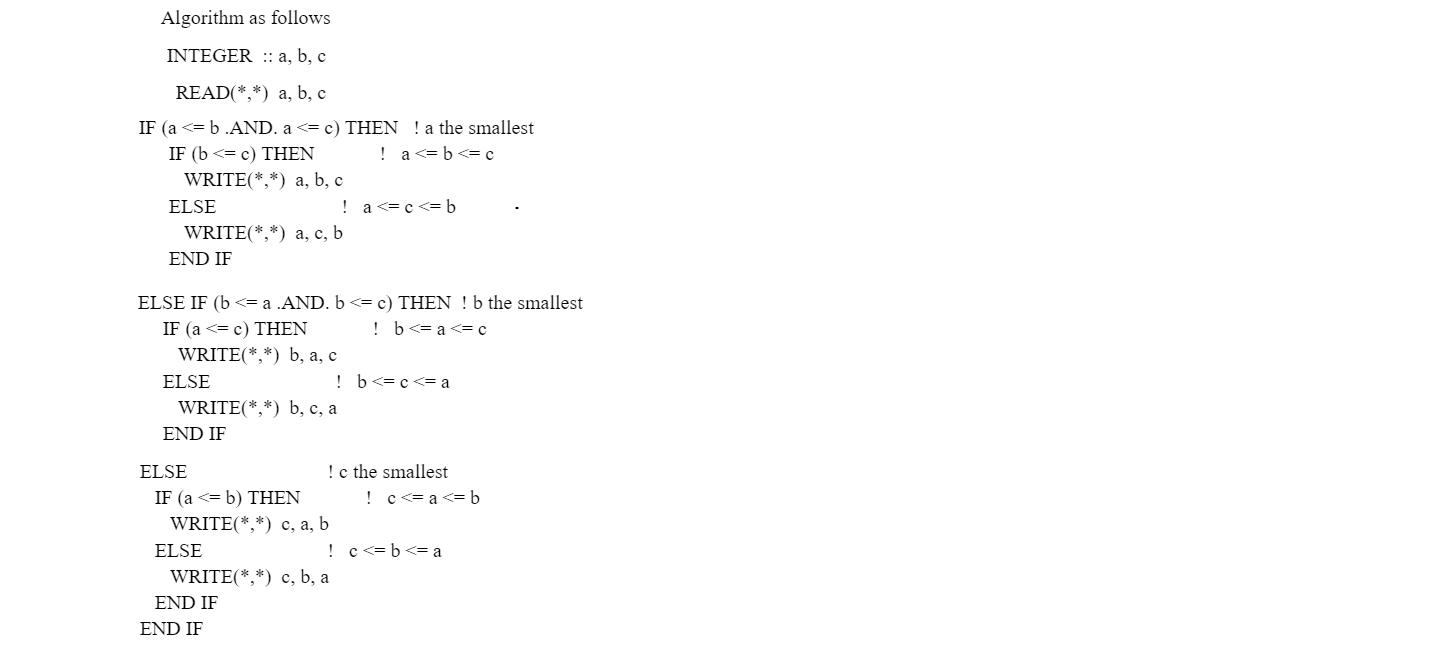 Algorithm as follows
INTEGER :: a, b, c
READ(*,*) a, b, c
IF (a <= b .AND. a <= c) THEN ! a the smallest
IF (b <= c) THEN ! a <= b <= c
WRITE(*,*) a, b, c
ELSE ! a <= c <= b
WRITE(*,*) a, c, b
END IF
ELSE IF (b <= a .AND. b <= c) THEN ! b the smallest
IF (a <= c) THEN ! b <= a <= c
WRITE(*,*) b, a, c
ELSE ! b <= c <= a
WRITE(*,*) b, c, a
END IF
ELSE ! c the smallest
IF (a <= b) THEN ! c <= a <= b
WRITE(*,*) c, a, b
ELSE ! c <= b <= a
WRITE(*,*) c, b, a
END IF
END IF